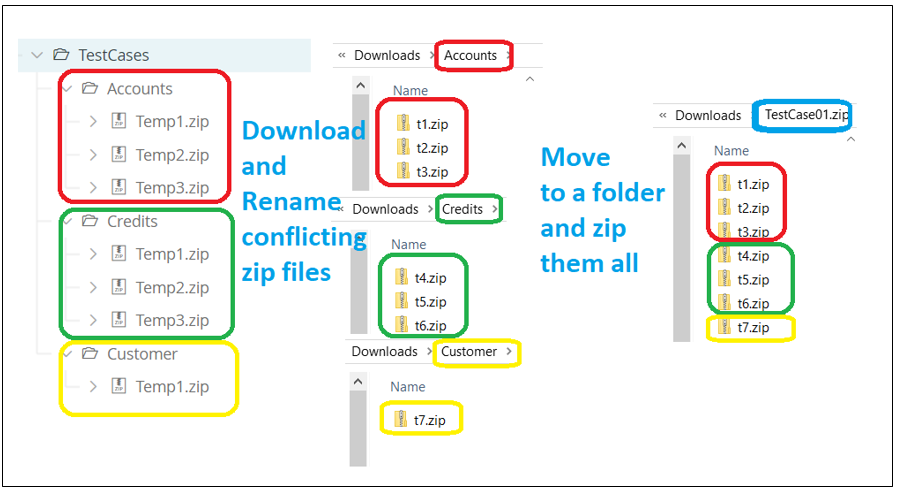 TestCases
Accounts
Temp1.zip
Temp2.zip
Temp3.zip
Credits
Temp1.zip
Temp2.zip
Temp3.zip
Customer
Temp1.zip
Download
and
Rename
conflicting
zip files
« Downloads > Accounts >
Name
t1.zip
t2.zip
t3.zip
« Downloads > Credits >
Name
t4.zip
t5.zip
t6.zip
Downloads > Customer >
Name
t7.zip
Move
to a folder
and zip
them all
« Downloads > TestCase01.zip
Name
t1.zip
t2.zip
t3.zip
t4.zip
t5.zip
t6.zip
t7.zip